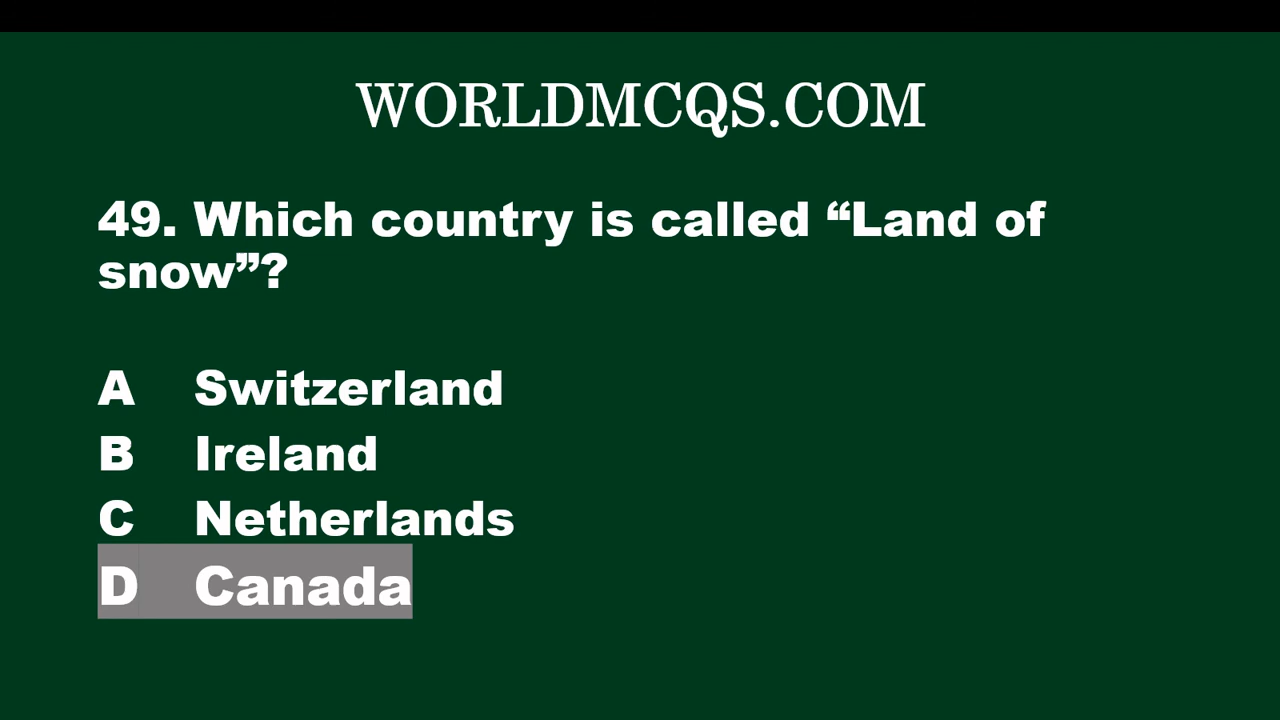 WORLDMCQS.COM
49. Which country is called “Land of
snow”?
A Switzerland
B Ireland
C Netherlands
D Canada